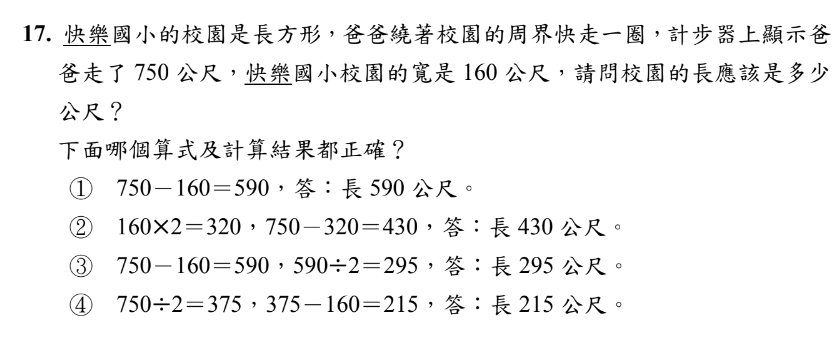 17. 快樂國小的校園是長方形，爸爸繞著校園的周界快走一圈，計步器上顯示爸
爸走了 750 公尺，快樂國小校園的寬是 160 公尺，請問校園的長應該是多少
公尺？
下面哪個算式及計算結果都正確？
① 750－160＝590，答：長 590 公尺。
② 160×2＝320，750－320＝430，答：長 430 公尺。
③ 750－160＝590，590÷2＝295，答：長 295 公尺。
④ 750÷2＝375，375－160＝215，答：長 215 公尺。